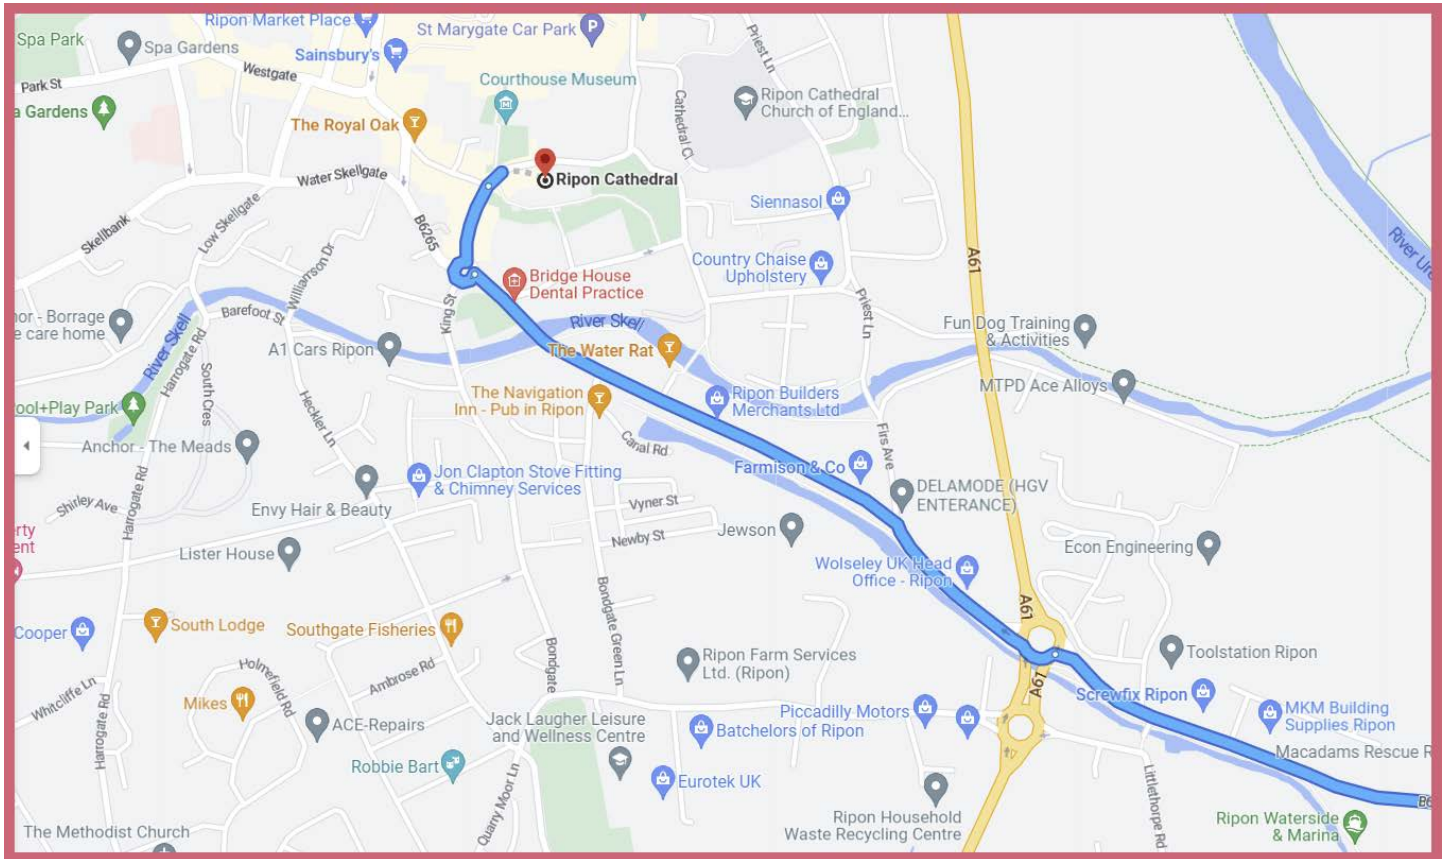 Ripon Market Place
Spa Park
Spa Gardens
St Marygate Car Park
P
Priest Ln
Sainsbury's
Westgate
Park St
Courthouse Museum
a Gardens
The Royal Oak
Cathedral Cl
Ripon Cathedral
Church of England...
Water Skellgate
Ripon Cathedral
Siennasol
Low Skellgate
Skellbank
B6265
Williamson Dr
A61
River Ure
Country Chaise
Upholstery
Bridge House
Dental Practice
King St
Priest Ln
nor - Borrage
e care home
Barefoot St
River Skell
River Skell
Harrogate Rd
A1 Cars Ripon
The Water Rat
Fun Dog Training
& Activities
South Cres
MTPD Ace Alloys
The Navigation
Inn - Pub in Ripon
Ripon Builders
Merchants Ltd
ool+Play Park
Heckler Ln
Canal Rd
Firs Ave
Anchor - The Meads
Farmison & Co
Jon Clapton Stove Fitting
& Chimney Services
DELAMODE (HGV
ENTERANCE)
Shirley Ave
Harrogate Rd
Envy Hair & Beauty
Vyner St
Newby St
Jewson
rty
ent
Lister House
Econ Engineering
Wolseley UK Head
Office - Ripon
Bondgate Green Ln
A61
Cooper
South Lodge
Southgate Fisheries
Bondgate
Ripon Farm Services
Ltd. (Ripon)
Toolstation Ripon
Holmefield Rd
Ambrose Rd
A61
Whitcliffe Ln
Mikes
Screwfix Ripon
ACE-Repairs
Jack Laugher Leisure
and Wellness Centre
Piccadilly Motors
Batchelors of Ripon
MKM Building
Supplies Ripon
Harrogate Rd
Macadams Rescue R
Robbie Bart
Eurotek UK
Quarry Moor Ln
Littlethorpe Rd
Ripon Household
Waste Recycling Centre
Ripon Waterside
& Marina
The Methodist Church